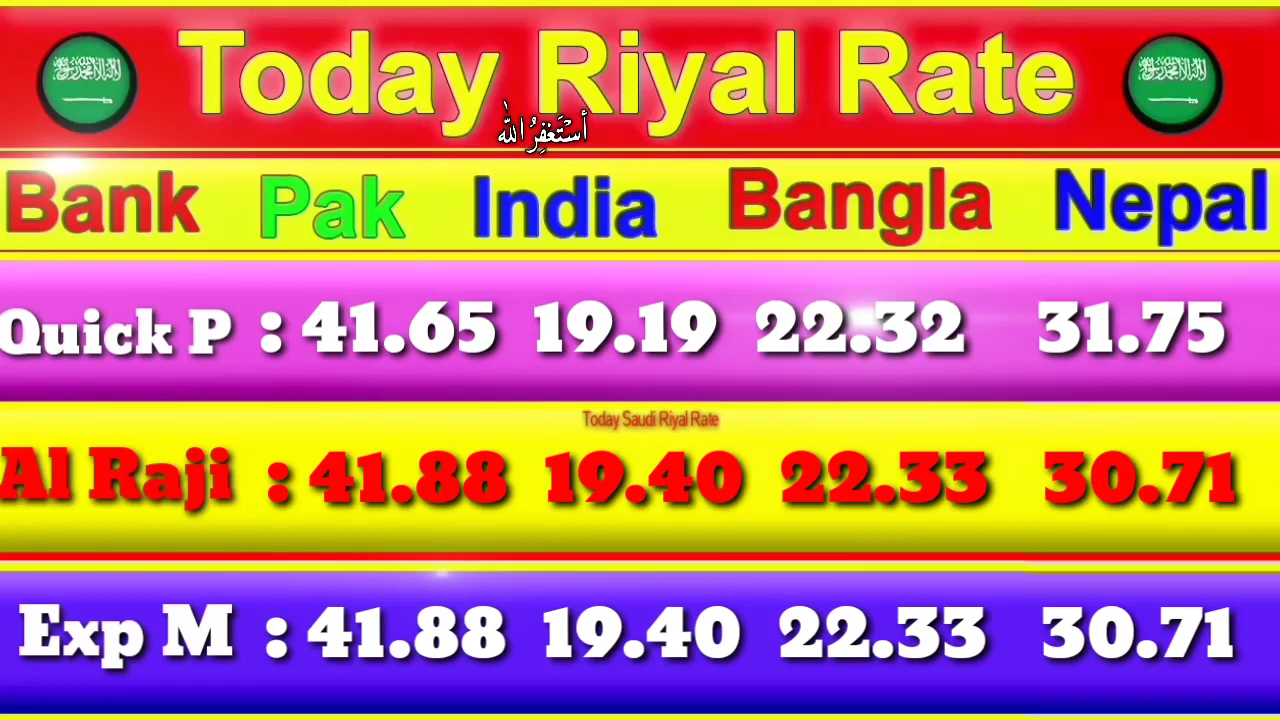 Today Riyal Rate
أَسْتَغْفِرُ اللّٰه
Bank Pak India Bangla Nepal
Quick P : 41.65 19.19 22.32 31.75
Today Saudi Riyal Rate
Al Raji : 41.88 19.40 22.33 30.71
Exp M : 41.88 19.40 22.33 30.71